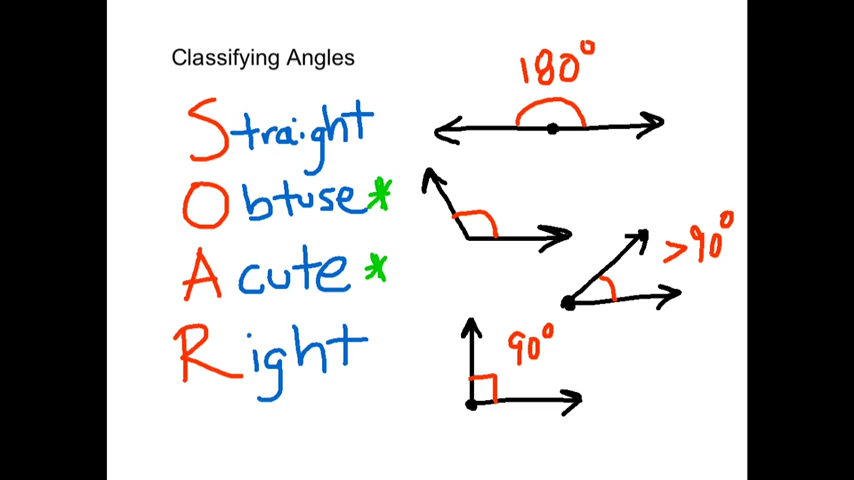 Classifying Angles
180°
Straight
Obtuse*
Acute*
>90°
Right
90°